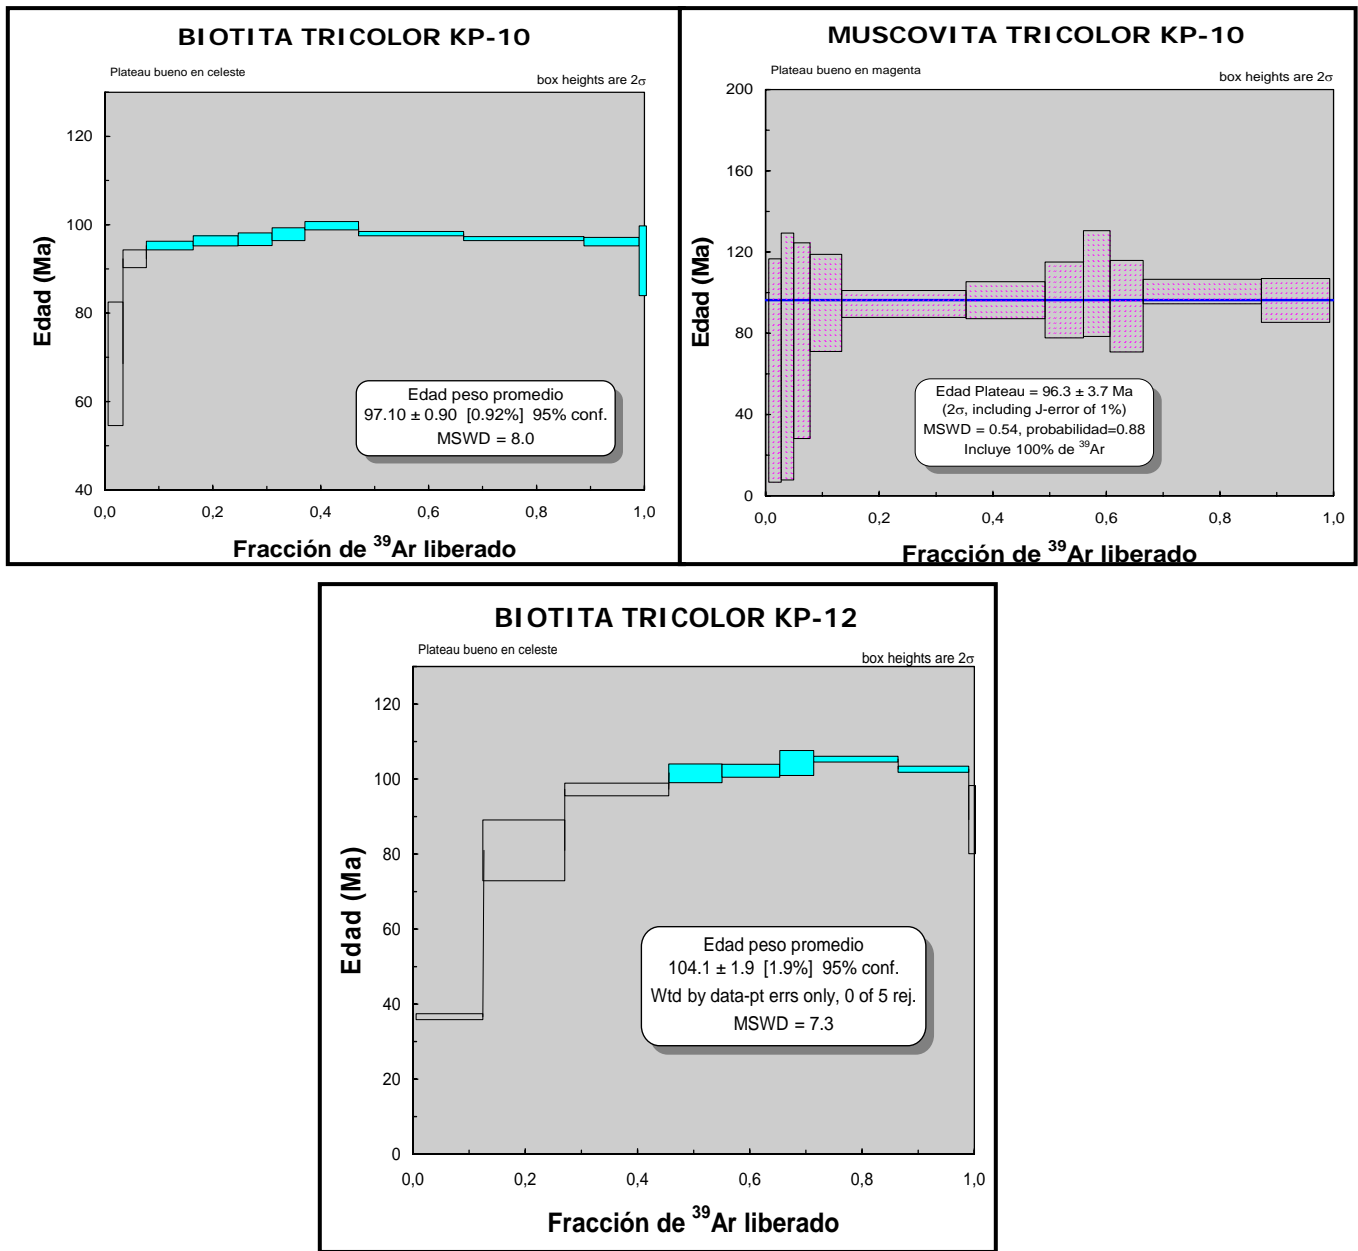 BIOTITA TRICOLOR KP-10
Plateau bueno en celeste
box heights are 2σ
120
100
80
60
40
Edad (Ma)
Edad peso promedio
97.10 ± 0.90 [0.92%] 95% conf.
MSWD = 8.0
0,0 0,2 0,4 0,6 0,8 1,0
Fracción de ³⁹Ar liberado
MUSCOVITA TRICOLOR KP-10
Plateau bueno en magenta
box heights are 2σ
200
160
120
80
40
0
Edad (Ma)
Edad Plateau = 96.3 ± 3.7 Ma
(2σ, including J-error of 1%)
MSWD = 0.54, probabilidad=0.88
Incluye 100% de ³⁹Ar
0,0 0,2 0,4 0,6 0,8 1,0
Fracción de ³⁹Ar liberado
BIOTITA TRICOLOR KP-12
Plateau bueno en celeste
box heights are 2σ
120
100
80
60
40
20
0
Edad (Ma)
Edad peso promedio
104.1 ± 1.9 [1.9%] 95% conf.
Wtd by data-pt errs only, 0 of 5 rej.
MSWD = 7.3
0,0 0,2 0,4 0,6 0,8 1,0
Fracción de ³⁹Ar liberado